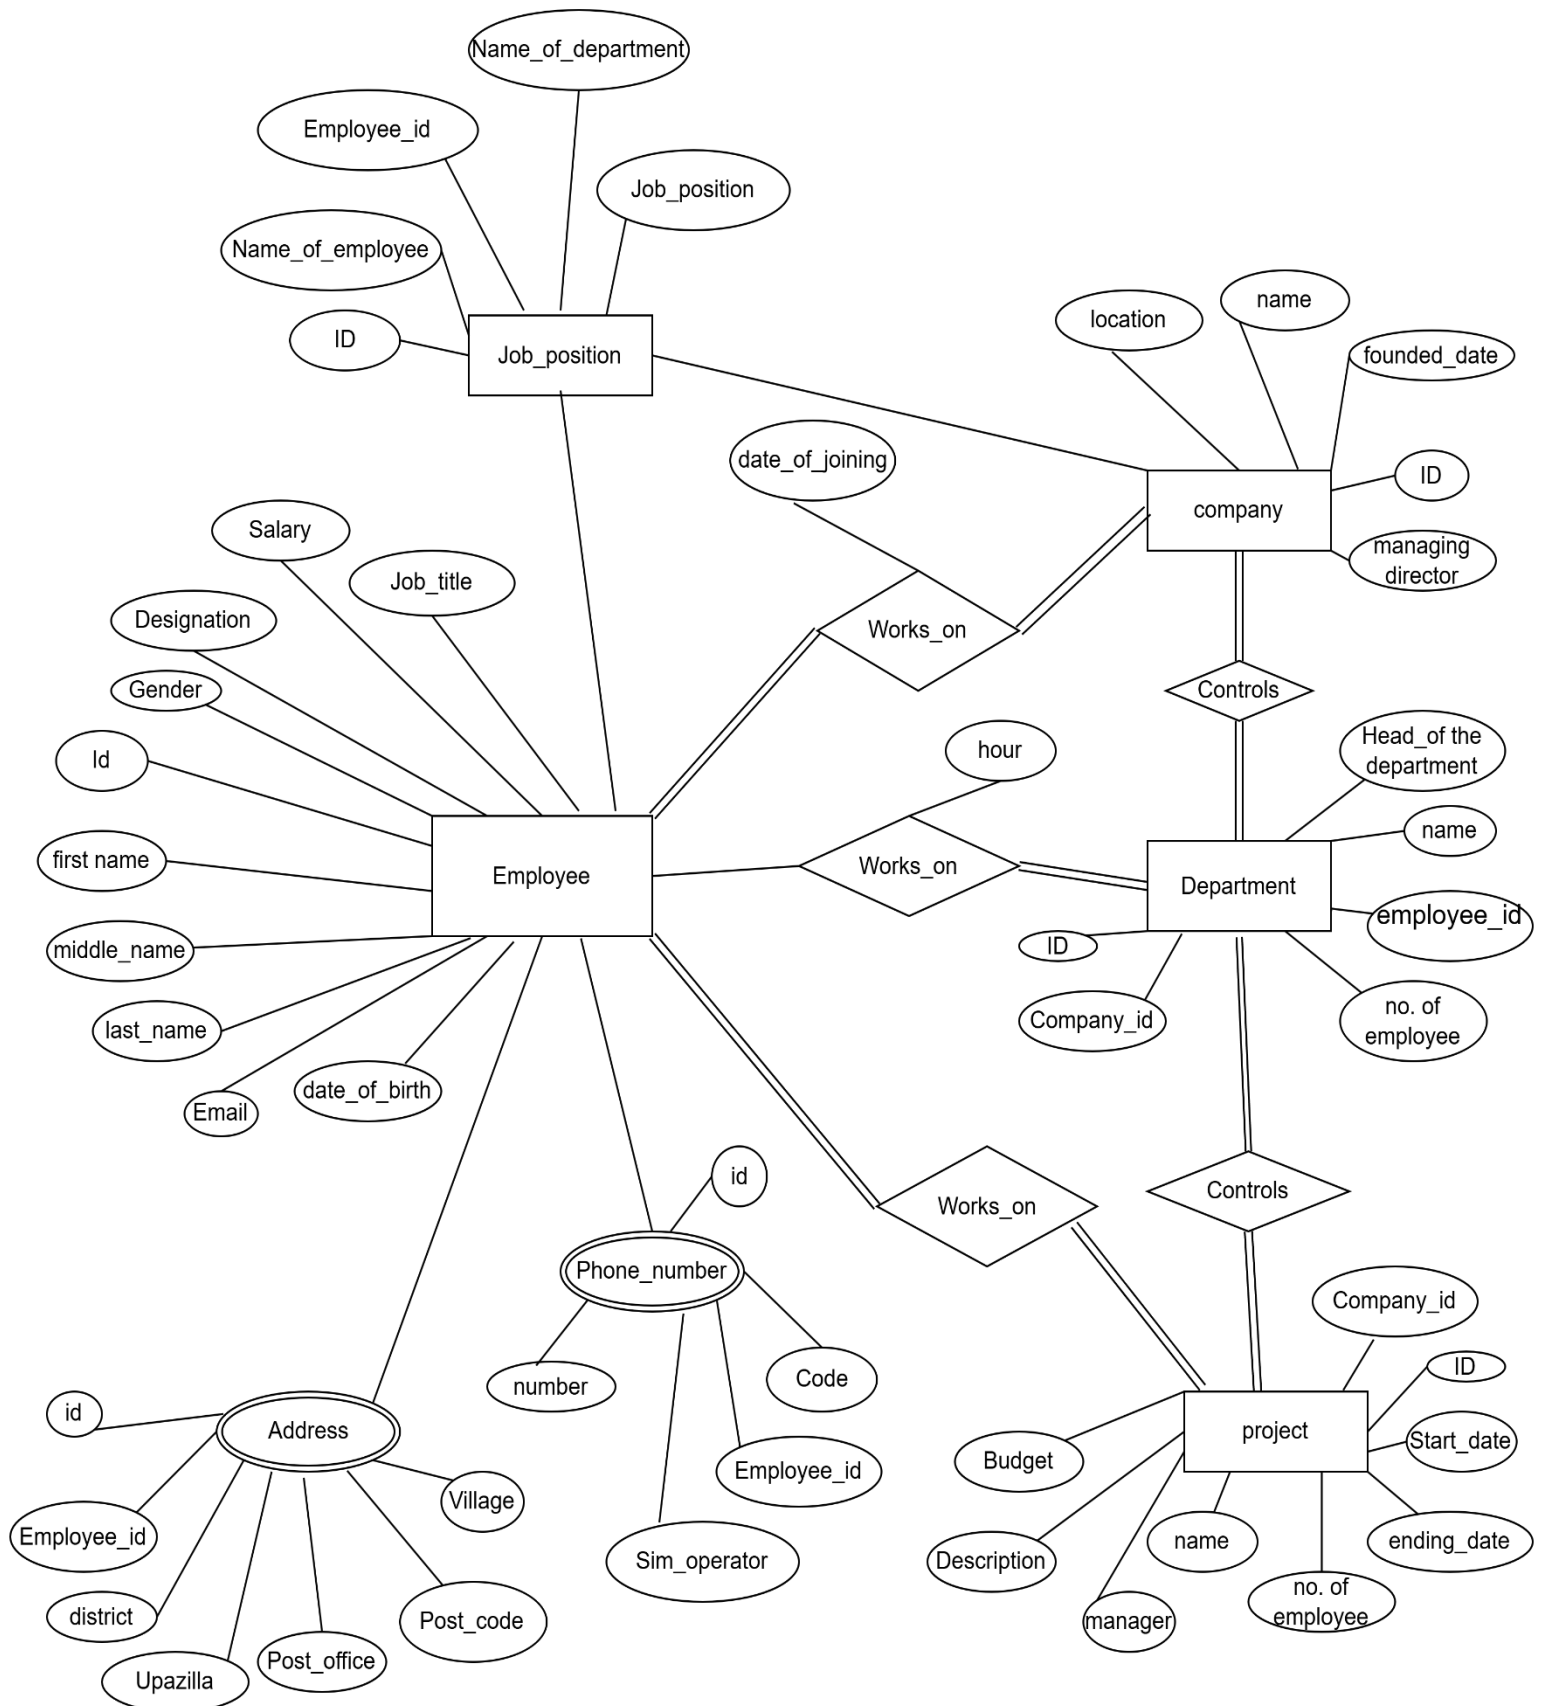 Name_of_department
Employee_id
Job_position
Name_of_employee
ID
Job_position
location
name
founded_date
ID
company
managing
director
date_of_joining
Works_on
Controls
Salary
Job_title
Designation
Gender
Id
first name
middle_name
last_name
Email
date_of_birth
Employee
hour
Works_on
Head_of the
department
name
Department
employee_id
ID
Company_id
no. of
employee
Works_on
Controls
id
Phone_number
number
Code
Employee_id
Sim_operator
id
Address
Village
Employee_id
district
Upazilla
Post_office
Post_code
Company_id
ID
project
Start_date
Budget
Description
manager
name
no. of
employee
ending_date